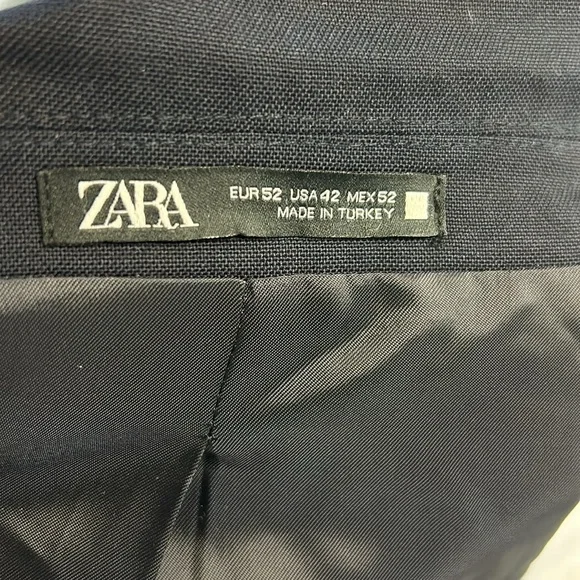 ZARA
EUR 52 USA 42 MEX 52
MADE IN TURKEY